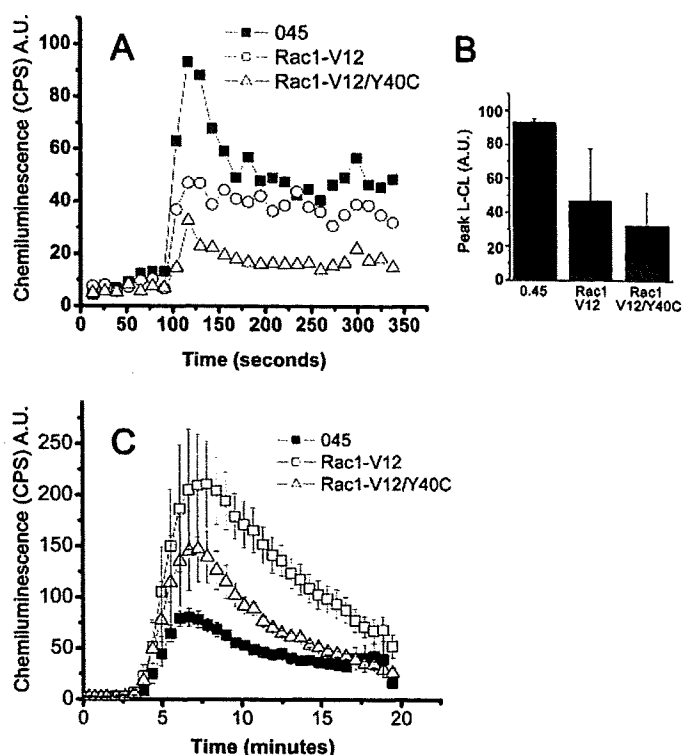 A
045
Rac1-V12
Rac1-V12/Y40C
Chemiluminescence (CPS) A.U.
100
80
60
40
20
0
0 50 100 150 200 250 300 350
Time (seconds)
B
Peak L-CL (A.U.)
100
80
60
40
20
0
0.45
Rac1
V12
Rac1
V12/Y40C
C
045
Rac1-V12
Rac1-V12/Y40C
Chemiluminescence (CPS) A.U.
250
200
150
100
50
0
0 5 10 15 20
Time (minutes)